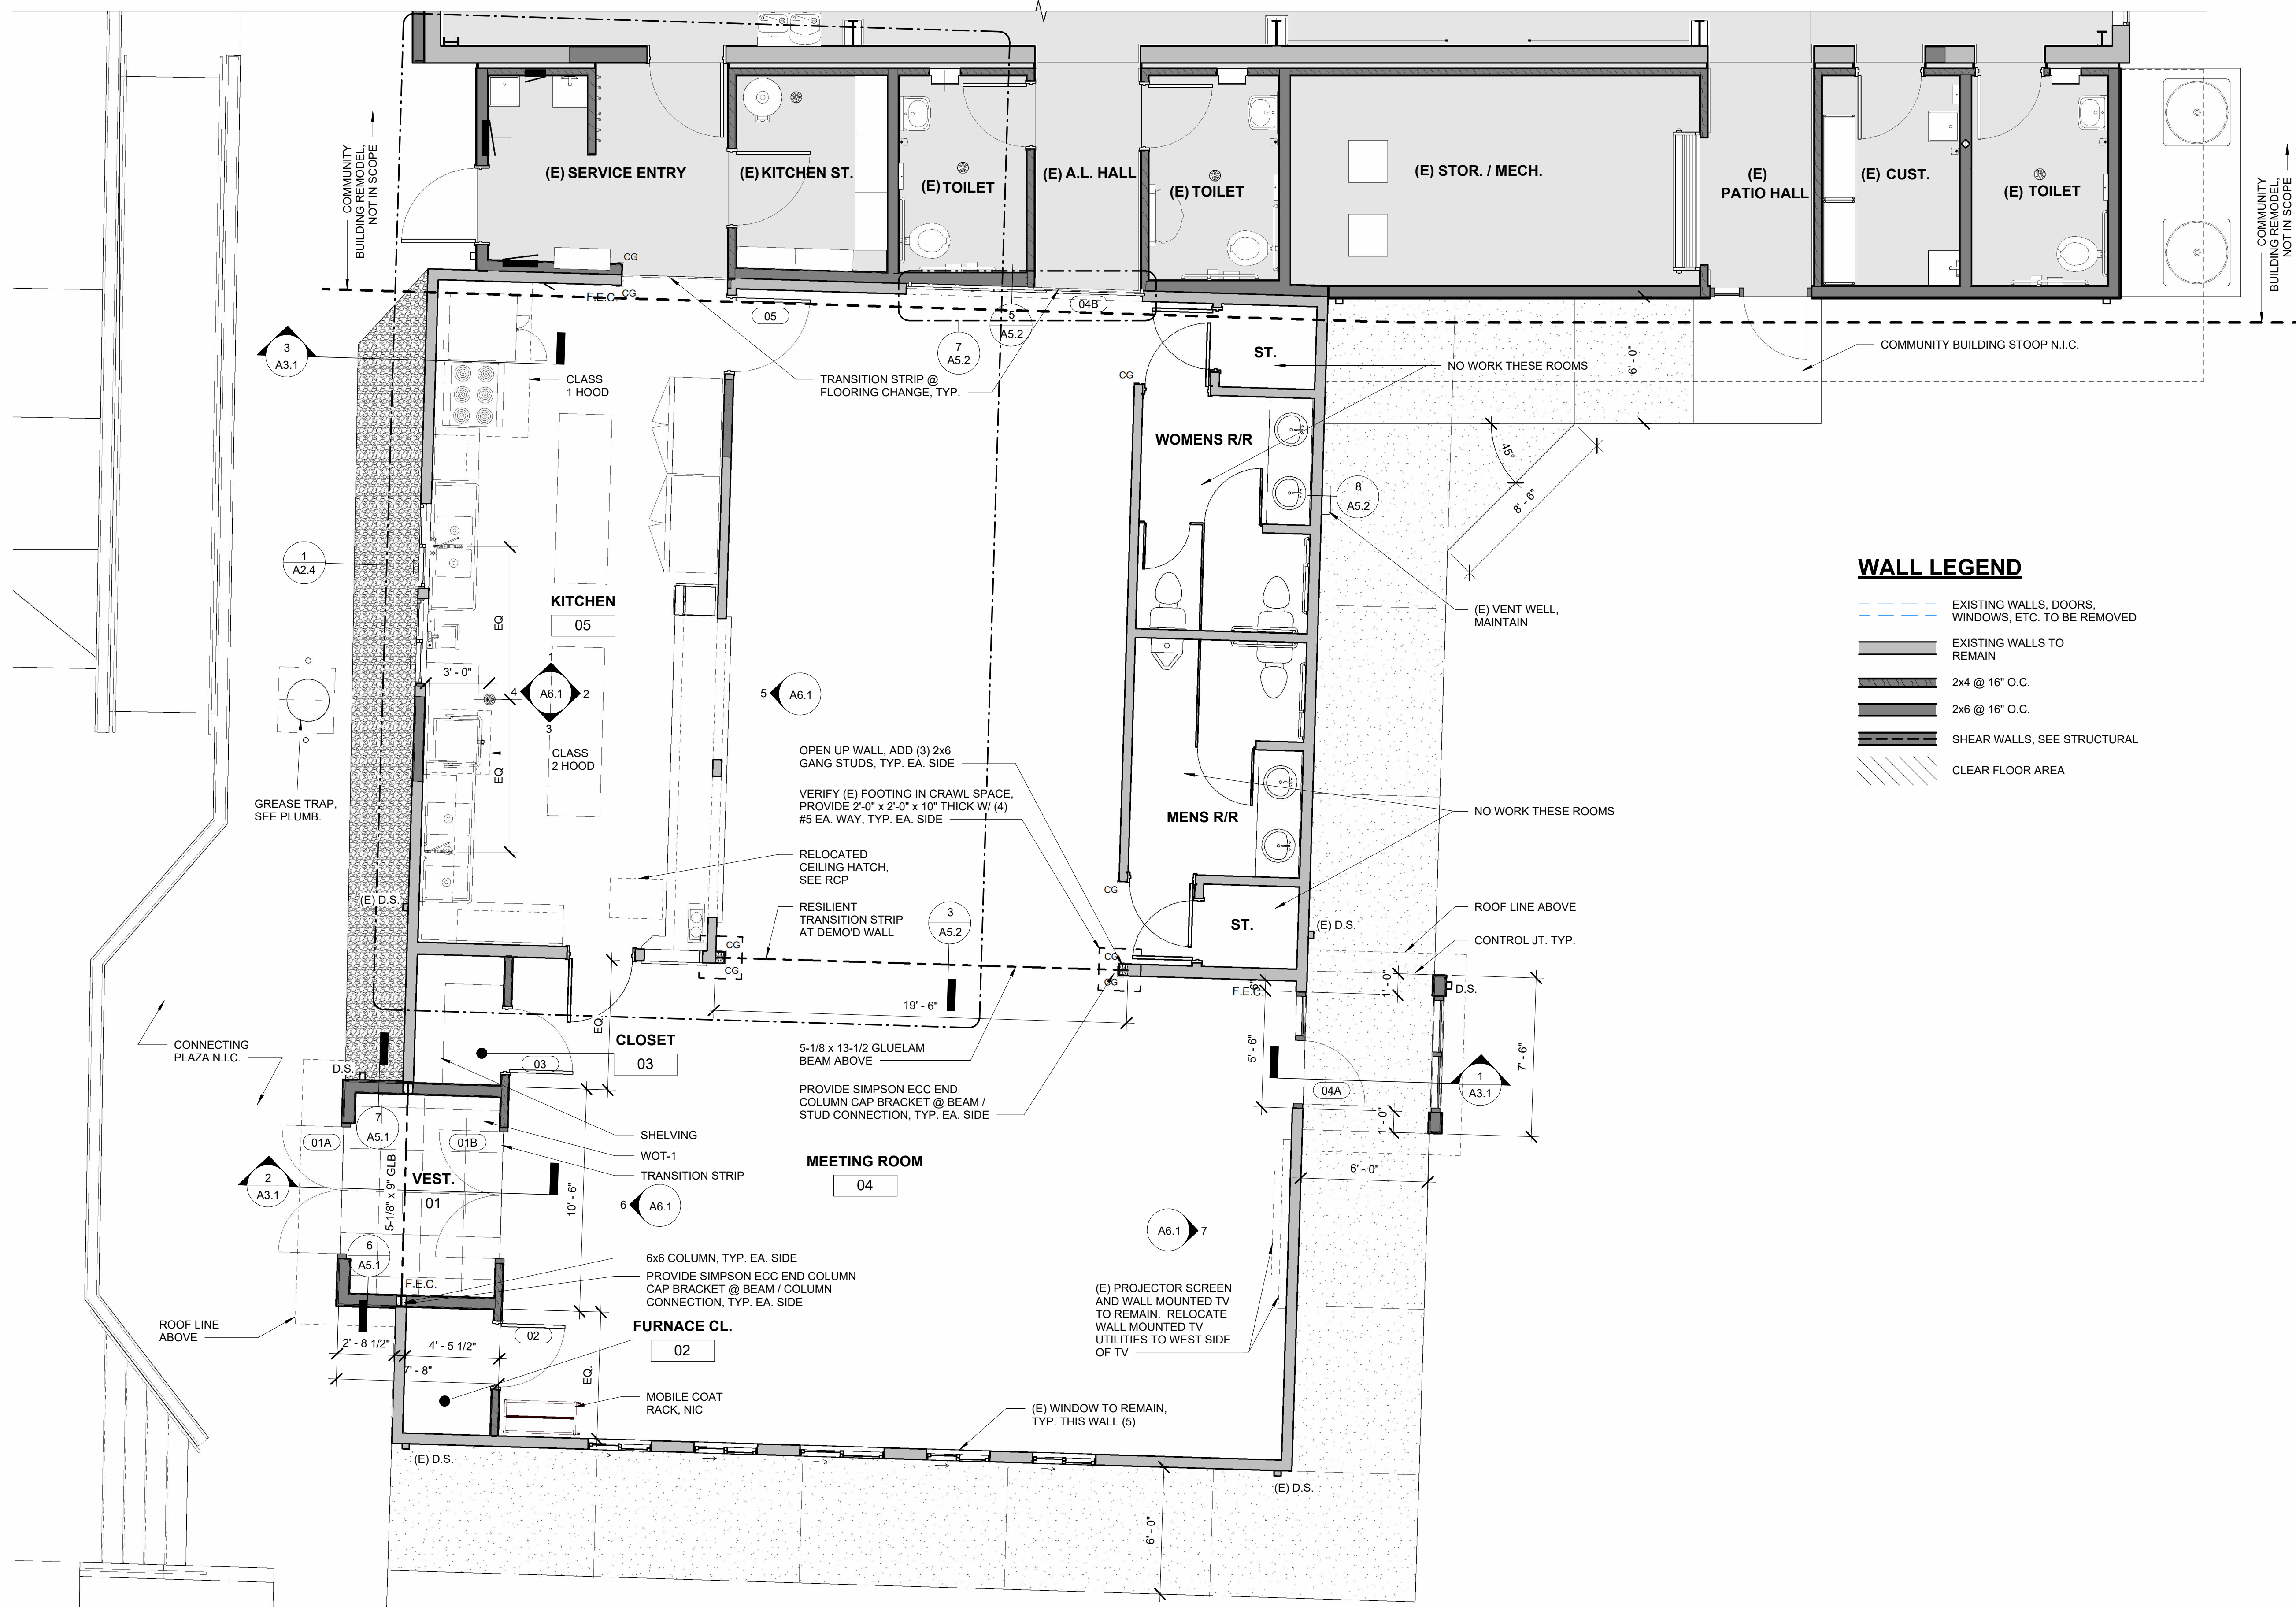 COMMUNITY
BUILDING REMODEL,
NOT IN SCOPE
(E) SERVICE ENTRY
(E) KITCHEN ST.
(E) TOILET
(E) A.L. HALL
(E) TOILET
(E) STOR. / MECH.
(E)
PATIO HALL
(E) CUST.
(E) TOILET
COMMUNITY
BUILDING REMODEL,
NOT IN SCOPE
CG
F.E.C.
CG
05
04B
5
A5.2
7
A5.2
3
A3.1
CLASS
1 HOOD
TRANSITION STRIP @
FLOORING CHANGE, TYP.
CG
ST.
NO WORK THESE ROOMS
6' - 0"
COMMUNITY BUILDING STOOP N.I.C.
WOMENS R/R
45°
8' - 6"
8
A5.2
1
A2.4
KITCHEN
05
EQ
3' - 0"
1
4
A6.1
2
3
5
A6.1
(E) VENT WELL,
MAINTAIN
WALL LEGEND
EXISTING WALLS, DOORS,
WINDOWS, ETC. TO BE REMOVED
EXISTING WALLS TO
REMAIN
2x4 @ 16" O.C.
2x6 @ 16" O.C.
SHEAR WALLS, SEE STRUCTURAL
CLEAR FLOOR AREA
CLASS
2 HOOD
EQ
GREASE TRAP,
SEE PLUMB.
OPEN UP WALL, ADD (3) 2x6
GANG STUDS, TYP. EA. SIDE
VERIFY (E) FOOTING IN CRAWL SPACE,
PROVIDE 2'-0" x 2'-0" x 10" THICK W/ (4)
#5 EA. WAY, TYP. EA. SIDE
MENS R/R
NO WORK THESE ROOMS
RELOCATED
CEILING HATCH,
SEE RCP
CG
(E) D.S.
RESILIENT
TRANSITION STRIP
AT DEMO'D WALL
3
A5.2
ST.
(E) D.S.
ROOF LINE ABOVE
CONTROL JT. TYP.
CG
CG
CG
CG
6"
F.E.C.
1' - 0"
D.S.
19' - 6"
EQ.
CLOSET
03
03
5-1/8 x 13-1/2 GLUELAM
BEAM ABOVE
5' - 6"
7' - 6"
04A
1
A3.1
1' - 0"
CONNECTING
PLAZA N.I.C.
D.S.
PROVIDE SIMPSON ECC END
COLUMN CAP BRACKET @ BEAM /
STUD CONNECTION, TYP. EA. SIDE
7
A5.1
01A
01B
SHELVING
WOT-1
TRANSITION STRIP
MEETING ROOM
04
6' - 0"
2
A3.1
5-1/8" x 9" GLB
VEST.
01
10' - 6"
6
A6.1
A6.1
7
6
A5.1
F.E.C.
6x6 COLUMN, TYP. EA. SIDE
PROVIDE SIMPSON ECC END COLUMN
CAP BRACKET @ BEAM / COLUMN
CONNECTION, TYP. EA. SIDE
(E) PROJECTOR SCREEN
AND WALL MOUNTED TV
TO REMAIN. RELOCATE
WALL MOUNTED TV
UTILITIES TO WEST SIDE
OF TV
ROOF LINE
ABOVE
FURNACE CL.
02
02
2' - 8 1/2"
4' - 5 1/2"
7' - 8"
EQ.
MOBILE COAT
RACK, NIC
(E) WINDOW TO REMAIN,
TYP. THIS WALL (5)
(E) D.S.
(E) D.S.
6' - 0"